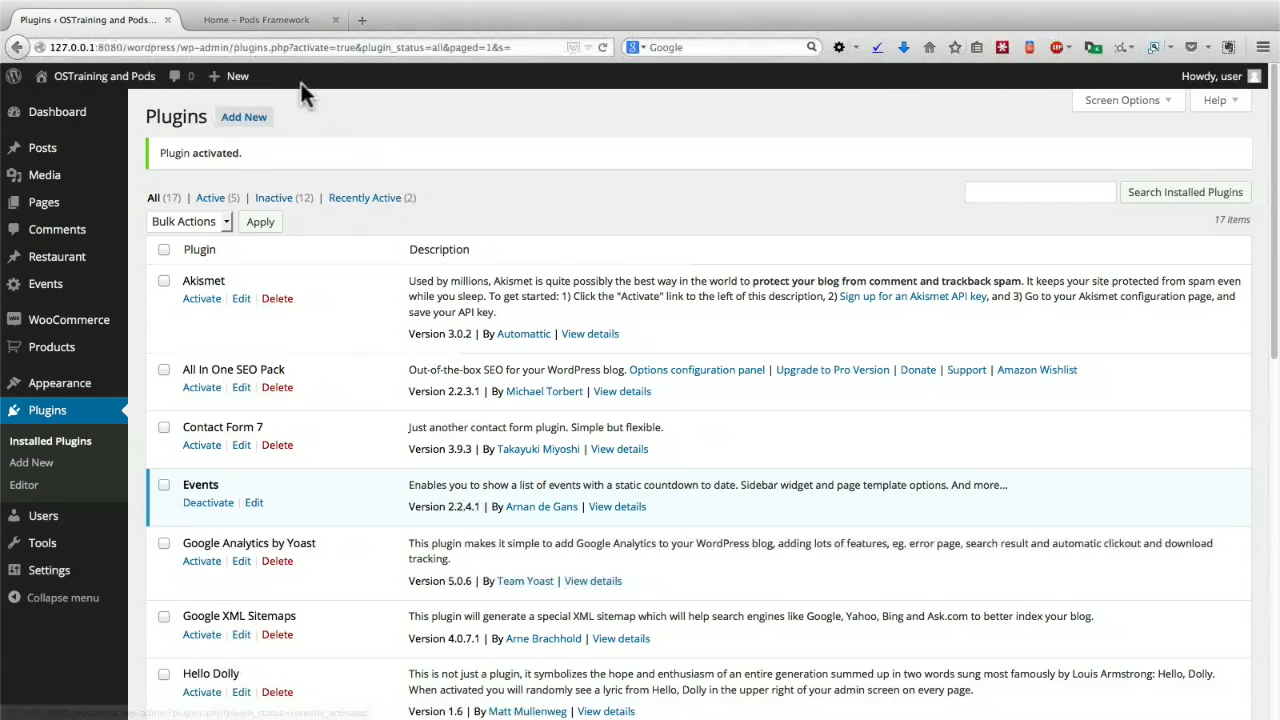 Plugins ‹ OSTraining and Pods... ×
Home – Pods Framework × +
127.0.0.1:8080/wordpress/wp-admin/plugins.php?activate=true&plugin_status=all&paged=1&s=
Google
OSTraining and Pods 0 + New
Howdy, user
Dashboard
Posts
Media
Pages
Comments
Restaurant
Events
WooCommerce
Products
Appearance
Plugins
Installed Plugins
Add New
Editor
Users
Tools
Settings
Collapse menu
Screen Options
Help
Plugins Add New
Plugin activated.
All (17) | Active (5) | Inactive (12) | Recently Active (2)
Search Installed Plugins
Bulk Actions Apply
17 items
Plugin Description
Akismet
Activate | Edit | Delete
Used by millions, Akismet is quite possibly the best way in the world to protect your blog from comment and trackback spam. It keeps your site protected from spam even
while you sleep. To get started: 1) Click the "Activate" link to the left of this description, 2) Sign up for an Akismet API key, and 3) Go to your Akismet configuration page, and
save your API key.
Version 3.0.2 | By Automattic | View details
All In One SEO Pack
Activate | Edit | Delete
Out-of-the-box SEO for your WordPress blog. Options configuration panel | Upgrade to Pro Version | Donate | Support | Amazon Wishlist
Version 2.2.3.1 | By Michael Torbert | View details
Contact Form 7
Activate | Edit | Delete
Just another contact form plugin. Simple but flexible.
Version 3.9.3 | By Takayuki Miyoshi | View details
Events
Deactivate | Edit
Enables you to show a list of events with a static countdown to date. Sidebar widget and page template options. And more...
Version 2.2.4.1 | By Arnan de Gans | View details
Google Analytics by Yoast
Activate | Edit | Delete
This plugin makes it simple to add Google Analytics to your WordPress blog, adding lots of features, eg. error page, search result and automatic clickout and download
tracking.
Version 5.0.6 | By Team Yoast | View details
Google XML Sitemaps
Activate | Edit | Delete
This plugin will generate a special XML sitemap which will help search engines like Google, Yahoo, Bing and Ask.com to better index your blog.
Version 4.0.7.1 | By Arne Brachhold | View details
Hello Dolly
Activate | Edit | Delete
This is not just a plugin, it symbolizes the hope and enthusiasm of an entire generation summed up in two words sung most famously by Louis Armstrong: Hello, Dolly.
When activated you will randomly see a lyric from Hello, Dolly in the upper right of your admin screen on every page.
Version 1.6 | By Matt Mullenweg | View details